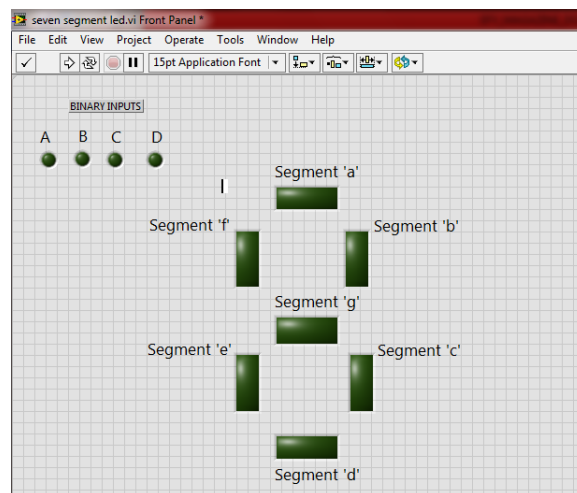 seven segment led.vi Front Panel *
File Edit View Project Operate Tools Window Help
15pt Application Font
BINARY INPUTS
A B C D
Segment 'a'
Segment 'f' Segment 'b'
Segment 'g'
Segment 'e' Segment 'c'
Segment 'd'